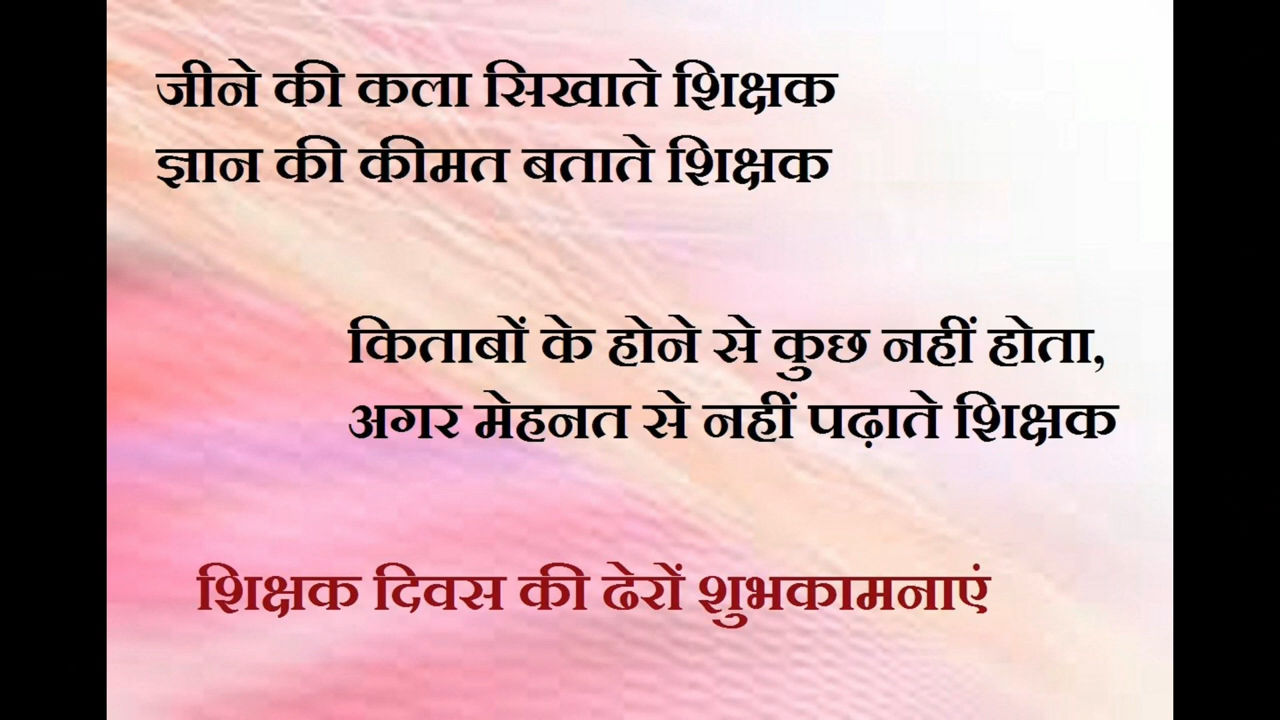 जीने की कला सिखाते शिक्षक
ज्ञान की कीमत बताते शिक्षक
किताबों के होने से कुछ नहीं होता,
अगर मेहनत से नहीं पढ़ाते शिक्षक
शिक्षक दिवस की ढेरों शुभकामनाएं